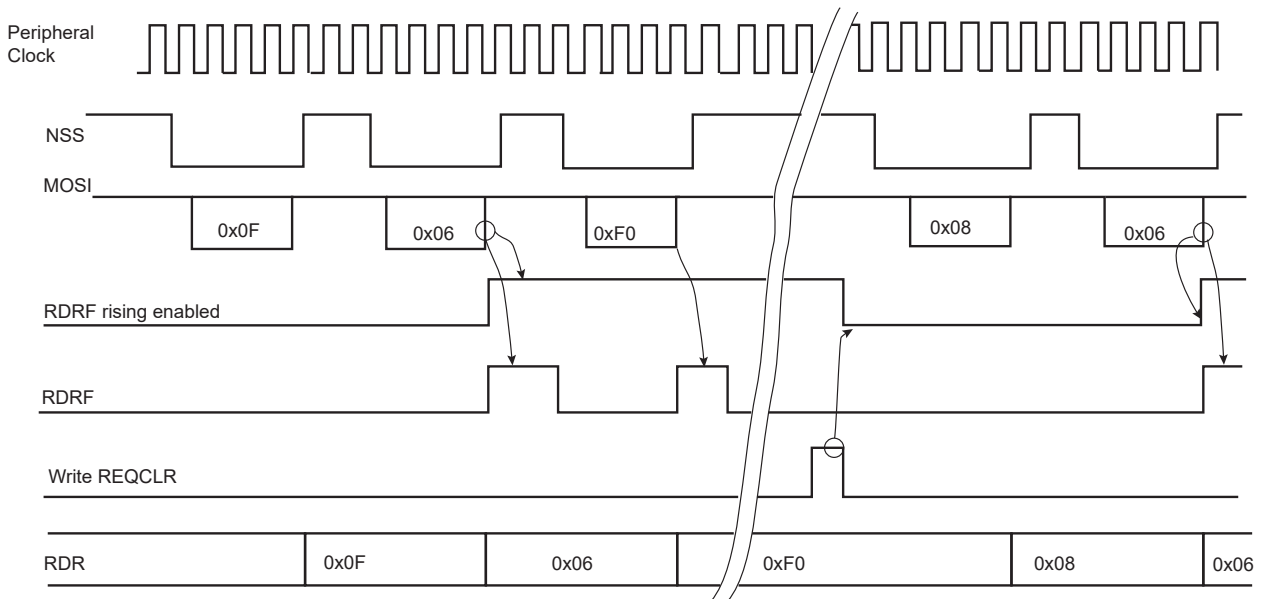 Peripheral
Clock
NSS
MOSI
0x0F
0x06
0xF0
0x08
0x06
RDRF rising enabled
RDRF
Write REQCLR
RDR
0x0F
0x06
0xF0
0x08
0x06